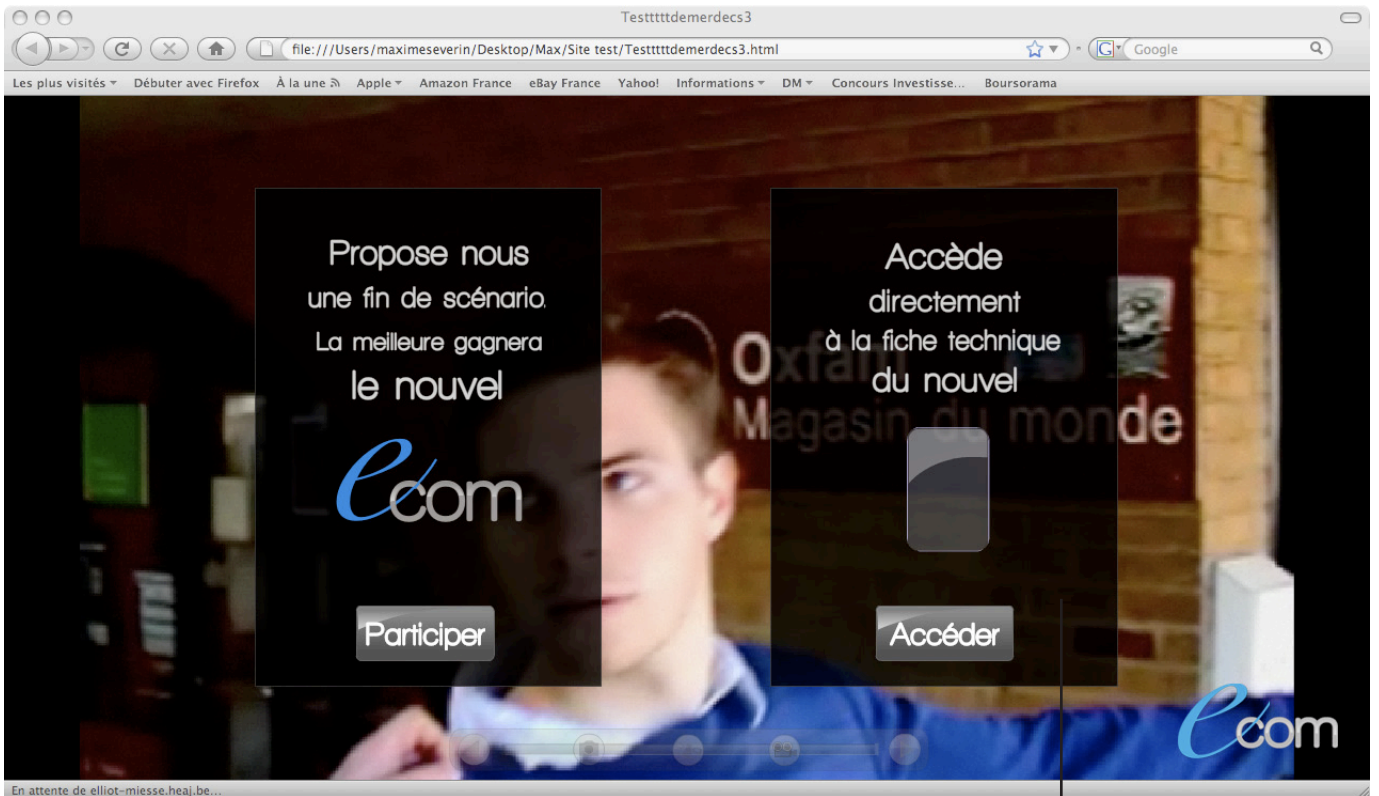 Testttttdemerdecs3
file:///Users/maximeseverin/Desktop/Max/Site test/Testttttdemerdecs3.html
Google
Les plus visités
Débuter avec Firefox
À la une
Apple
Amazon France
eBay France
Yahoo!
Informations
DM
Concours Investisse...
Boursorama
Propose nous
une fin de scénario.
La meilleure gagnera
le nouvel
ecom
Participer
Accède
directement
à la fiche technique
du nouvel
Accéder
Oxfam
Magasin du monde
ecom
En attente de elliot-miesse.heaj.be...